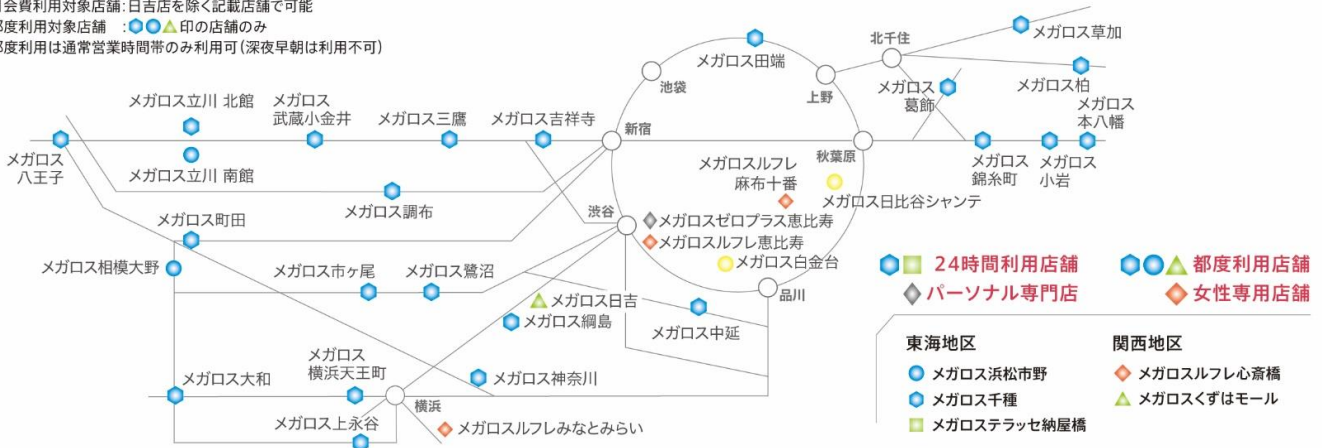 会費利用対象店舗:日吉店を除く記載店舗で可能
都度利用対象店舗 : 印の店舗のみ
都度利用は通常営業時間帯のみ利用可(深夜早朝は利用不可)
メガロス草加
北千住
メガロス田端
メガロス柏
池袋
上野
メガロス
葛飾
メガロス
本八幡
メガロス立川 北館
メガロス
武蔵小金井
メガロス三鷹
メガロス吉祥寺
新宿
秋葉原
メガロス
八王子
メガロス立川 南館
メガロス
錦糸町
メガロス
小岩
メガロスルフレ
麻布十番
メガロス日比谷シャンテ
メガロス調布
メガロス町田
渋谷
メガロスゼロプラス恵比寿
メガロスルフレ恵比寿
メガロス白金台
メガロス相模大野
メガロス市ヶ尾
メガロス鷺沼
品川
メガロス日吉
メガロス綱島
メガロス中延
メガロス大和
メガロス
横浜天王町
メガロス神奈川
横浜
メガロス上永谷
メガロスルフレみなとみらい
24時間利用店舗
都度利用店舗
パーソナル専門店
女性専用店舗
東海地区
メガロス浜松市野
メガロス千種
メガロステラッセ納屋橋
関西地区
メガロスルフレ心斎橋
メガロスくずはモール